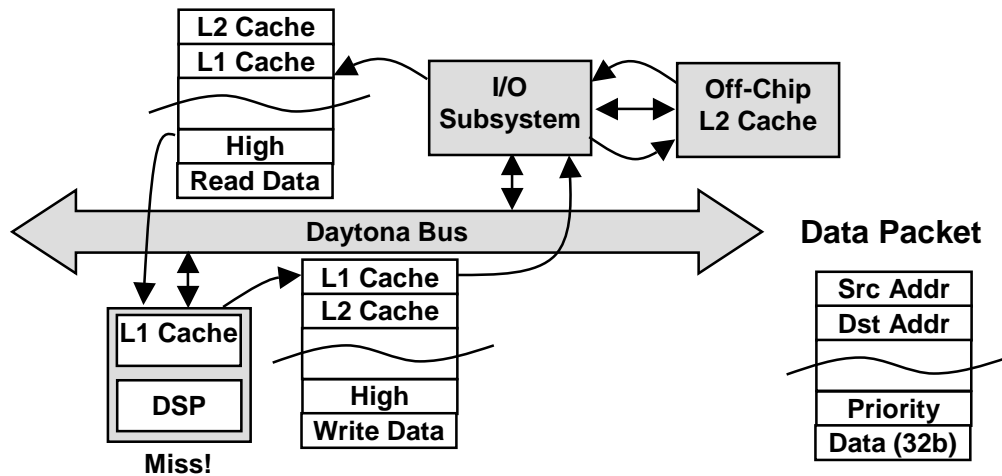 L2 Cache
L1 Cache
High
Read Data
I/O
Subsystem
Off-Chip
L2 Cache
Daytona Bus
Data Packet
L1 Cache
DSP
Miss!
L1 Cache
L2 Cache
High
Write Data
Src Addr
Dst Addr
Priority
Data (32b)